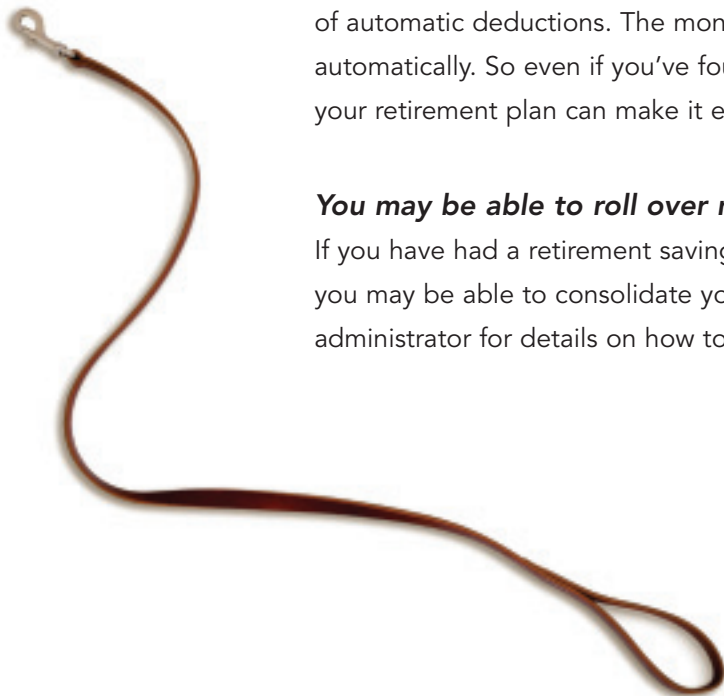 of automatic deductions. The mon
automatically. So even if you’ve fou
your retirement plan can make it e
You may be able to roll over
If you have had a retirement saving
you may be able to consolidate yo
administrator for details on how to